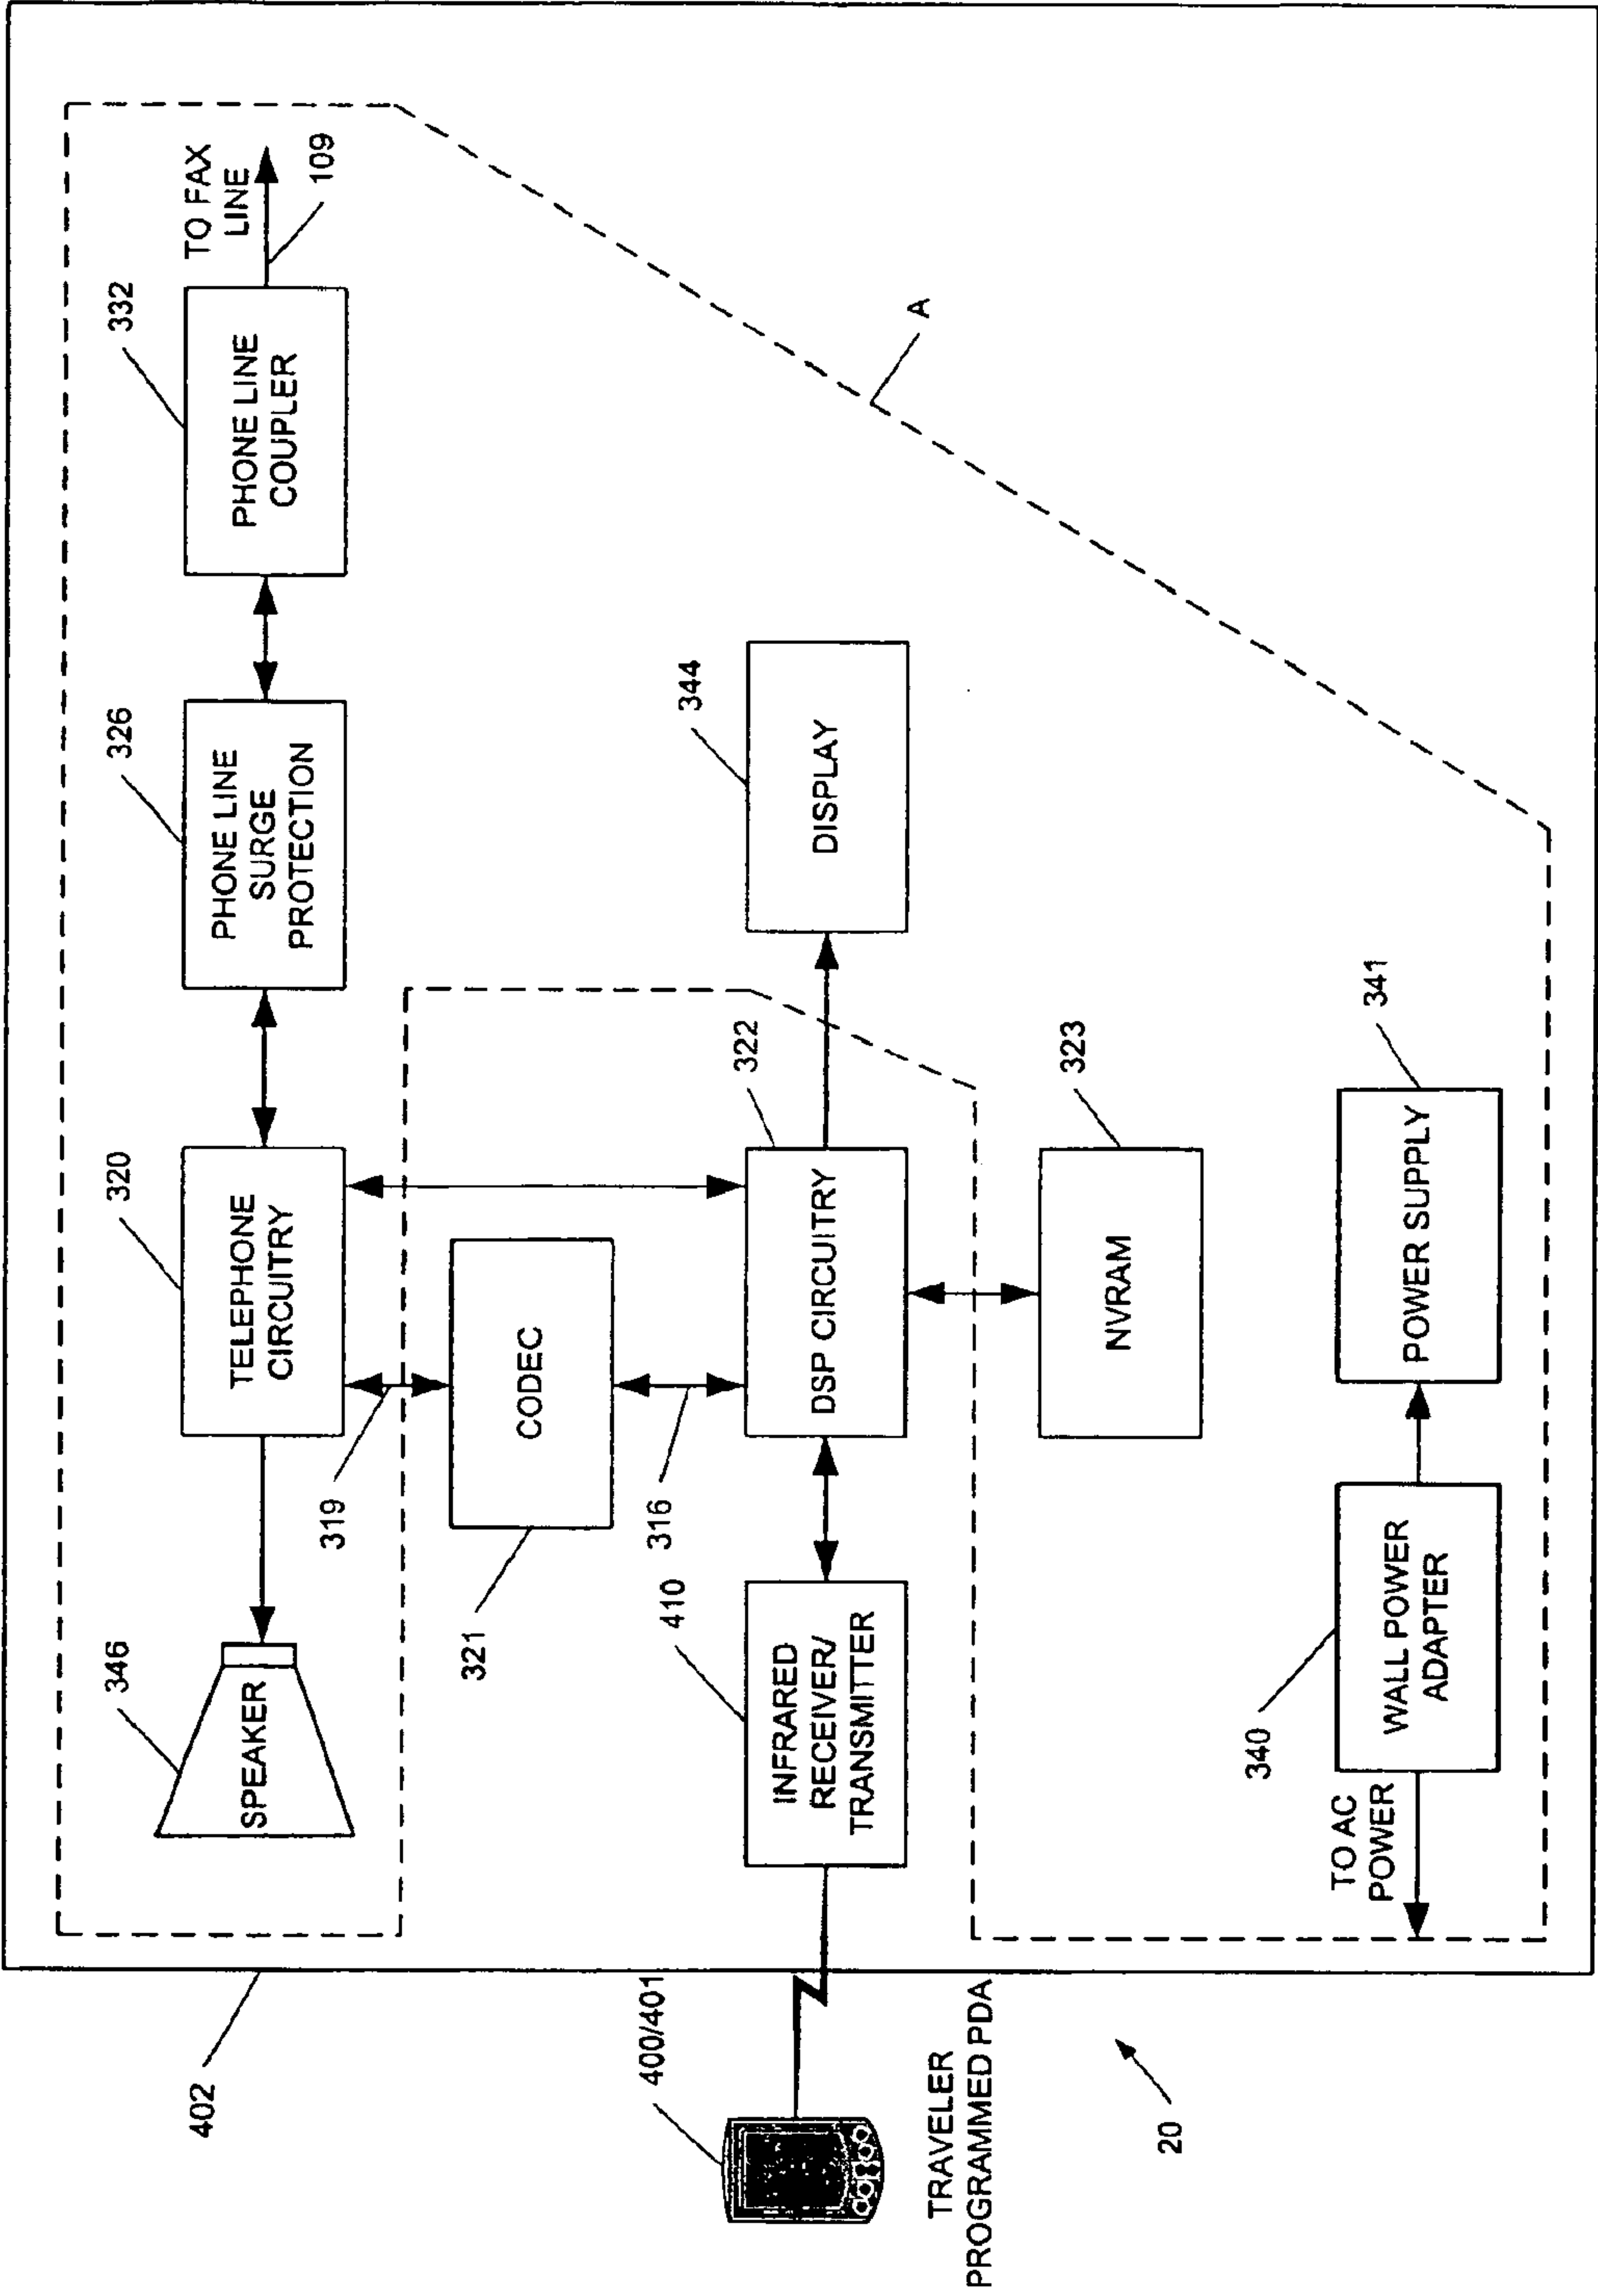 402
346
SPEAKER
320
TELEPHONE
CIRCUITRY
326
PHONE LINE
SURGE
PROTECTION
332
PHONE LINE
COUPLER
TO FAX
LINE
109
319
321
CODEC
316
400/401
TRAVELER
PROGRAMMED PDA
410
INFRARED
RECEIVER/
TRANSMITTER
322
DSP CIRCUITRY
344
DISPLAY
A
323
NVRAM
20
TO AC
POWER
340
WALL POWER
ADAPTER
341
POWER SUPPLY